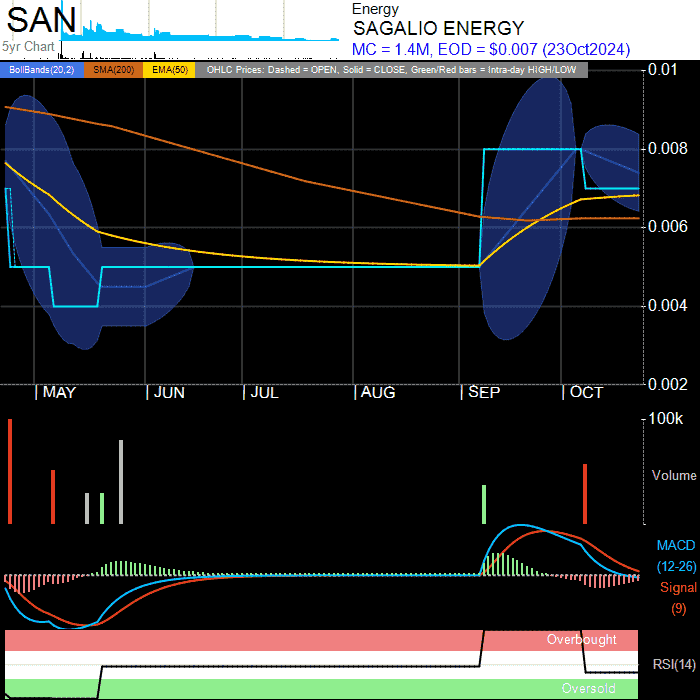 SAN
5yr Chart
Energy
SAGALIO ENERGY
MC = 1.4M, EOD = $0.007 (23Oct2024)
BollBands(20,2) SMA(200) EMA(50) OHLC Prices: Dashed = OPEN, Solid = CLOSE, Green/Red bars = Intra-day HIGH/LOW
0.01
0.008
0.006
0.004
0.002
MAY JUN JUL AUG SEP OCT
100k
Volume
MACD
(12-26)
Signal
(9)
Overbought
RSI(14)
Oversold